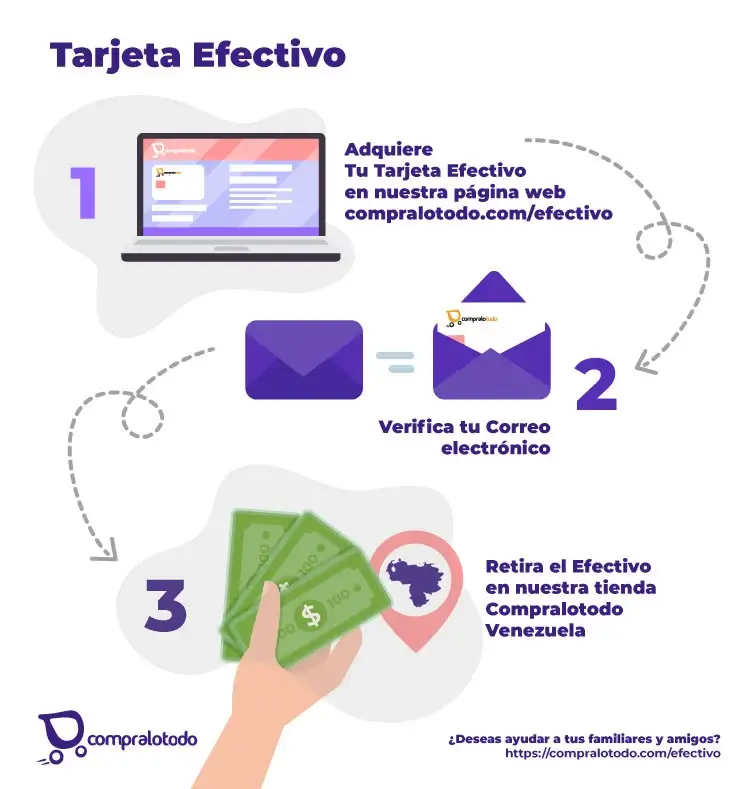 Tarjeta Efectivo
1
compralotodo
compralotodo
Adquiere
Tu Tarjeta Efectivo
en nuestra página web
compralotodo.com/efectivo
compralotodo
2
Verifica tu Correo
electrónico
3
100
100
100
$
Retira el Efectivo
en nuestra tienda
Compralotodo
Venezuela
compralotodo
¿Deseas ayudar a tus familiares y amigos?
https://compralotodo.com/efectivo